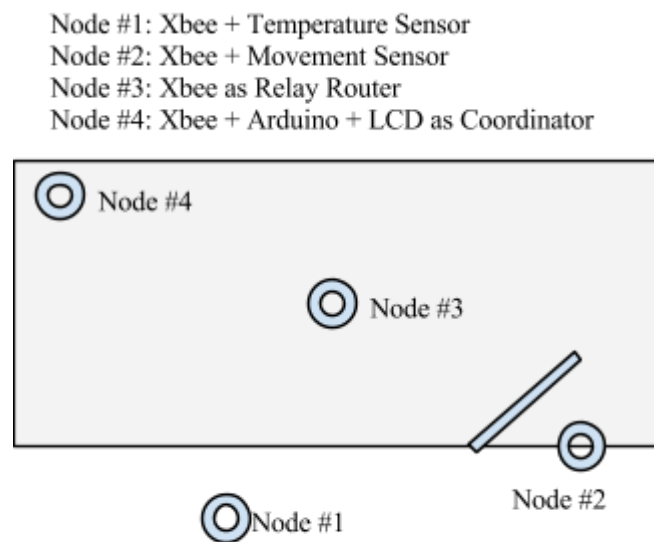 Node #1: Xbee + Temperature Sensor
Node #2: Xbee + Movement Sensor
Node #3: Xbee as Relay Router
Node #4: Xbee + Arduino + LCD as Coordinator
Node #4
Node #3
Node #2
Node #1